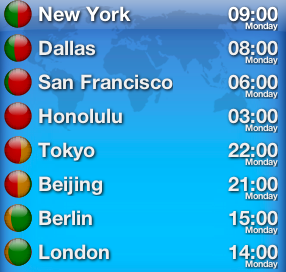 New York 09:00
Monday
Dallas 08:00
Monday
San Francisco 06:00
Monday
Honolulu 03:00
Monday
Tokyo 22:00
Monday
Beijing 21:00
Monday
Berlin 15:00
Monday
London 14:00
Monday